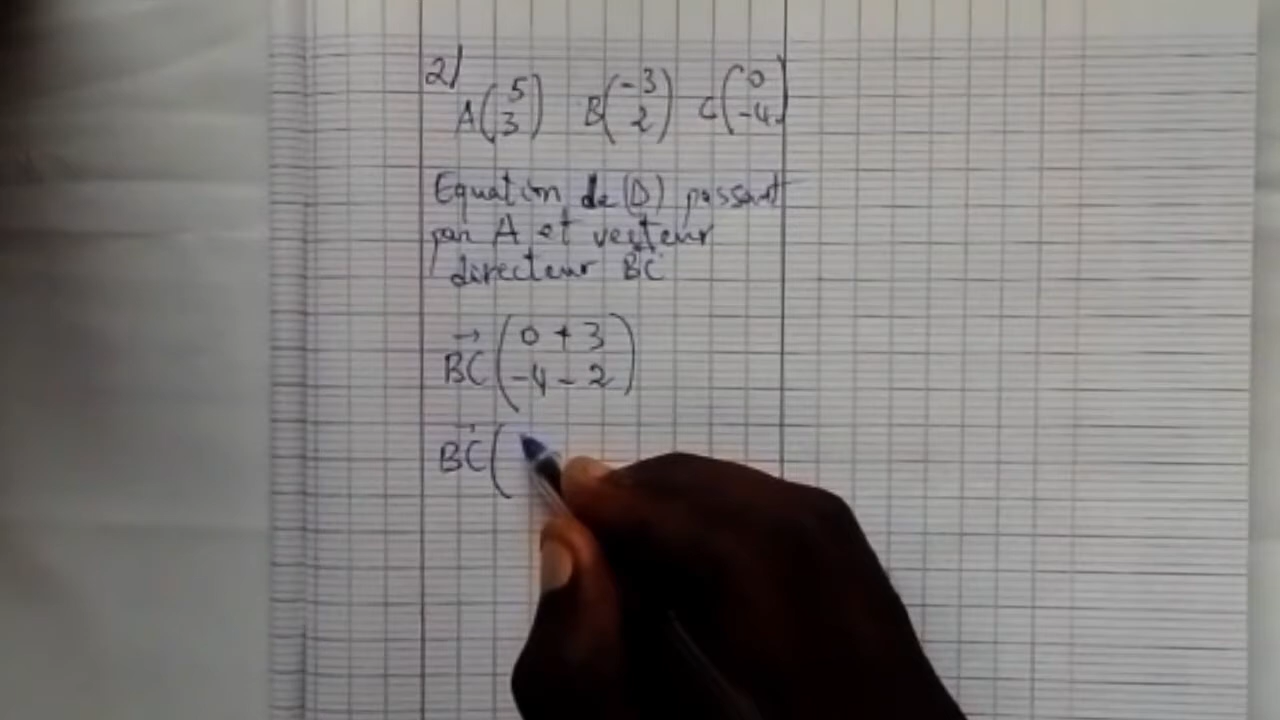 2/
A(5 3) B(-3 2) C(0 -4)
Equation de (D) passant
par A et vecteur
directeur BC
BC(0 + 3 -4 - 2)
BC(